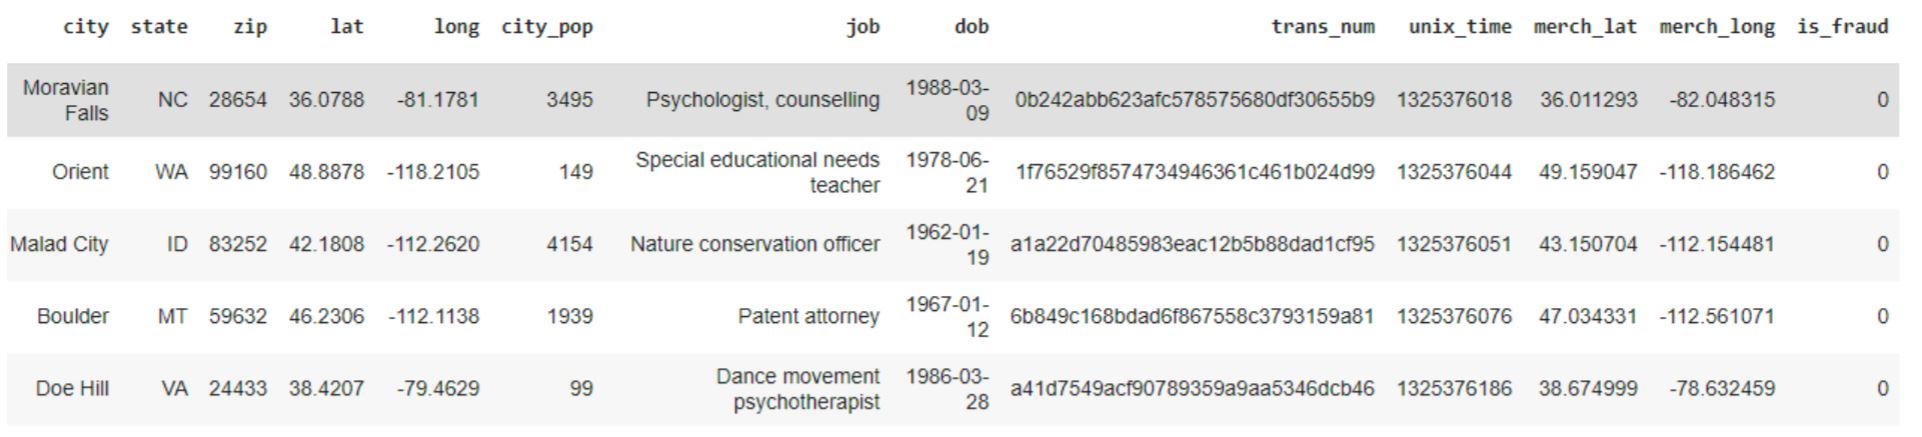 city state zip lat long city_pop job dob trans_num unix_time merch_lat merch_long is_fraud
Moravian Falls NC 28654 36.0788 -81.1781 3495 Psychologist, counselling 1988-03-09 0b242abb623afc578575680df30655b9 1325376018 36.011293 -82.048315 0
Orient WA 99160 48.8878 -118.2105 149 Special educational needs teacher 1978-06-21 1f76529f8574734946361c461b024d99 1325376044 49.159047 -118.186462 0
Malad City ID 83252 42.1808 -112.2620 4154 Nature conservation officer 1962-01-19 a1a22d70485983eac12b5b88dad1cf95 1325376051 43.150704 -112.154481 0
Boulder MT 59632 46.2306 -112.1138 1939 Patent attorney 1967-01-12 6b849c168bdad6f867558c3793159a81 1325376076 47.034331 -112.561071 0
Doe Hill VA 24433 38.4207 -79.4629 99 Dance movement psychotherapist 1986-03-28 a41d7549acf90789359a9aa5346dcb46 1325376186 38.674999 -78.632459 0